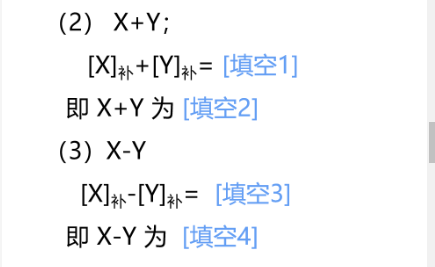 （2） X+Y；
[X]补+[Y]补= [填空1]
即 X+Y 为 [填空2]
（3）X-Y
[X]补-[Y]补= [填空3]
即 X-Y 为 [填空4]